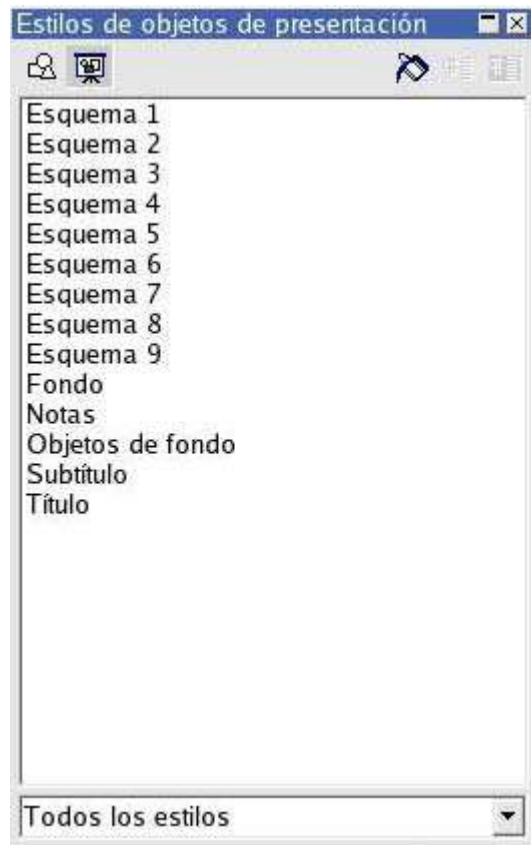 Estilos de objetos de presentación
Esquema 1
Esquema 2
Esquema 3
Esquema 4
Esquema 5
Esquema 6
Esquema 7
Esquema 8
Esquema 9
Fondo
Notas
Objetos de fondo
Subtítulo
Título
Todos los estilos